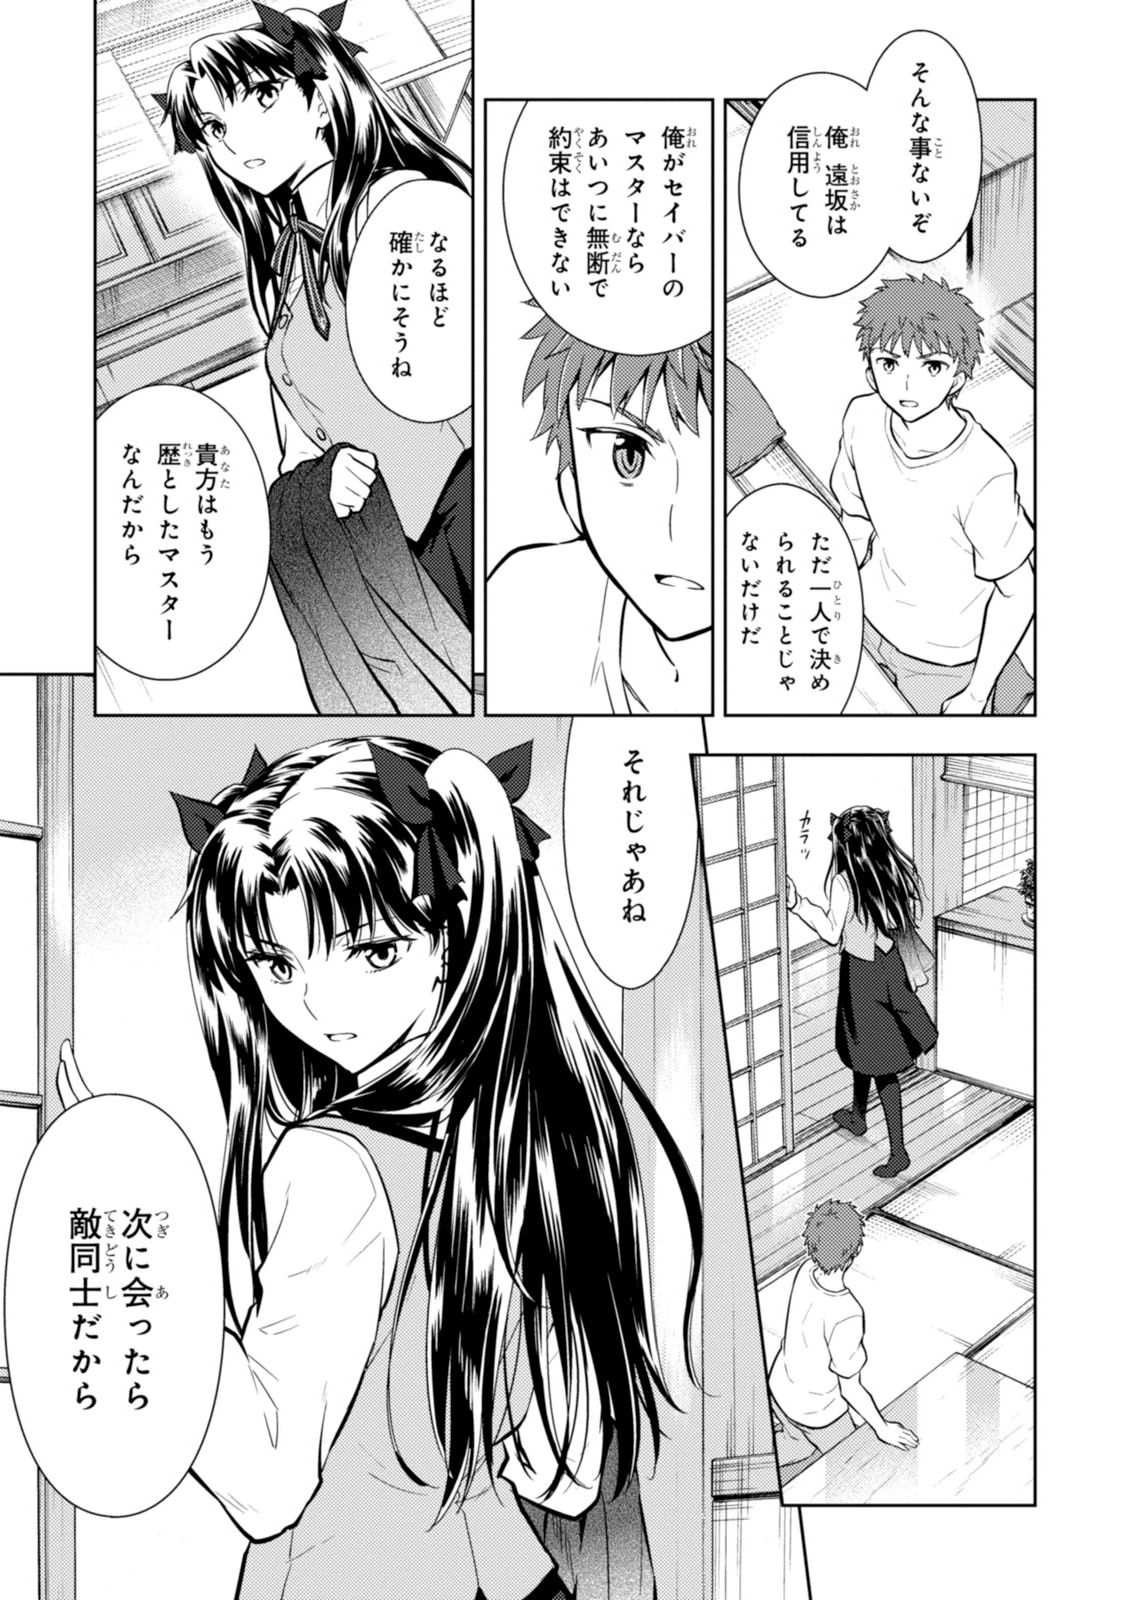 そんな事ないぞ
俺 遠坂は
信用してる
ただ一人で決め
られることじゃ
ないだけだ
俺がセイバーの
マスターなら
あいつに無断で
約束はできない
なるほど
確かにそうね
貴方はもう
歴としたマスター
なんだから
カラッ
それじゃあね
次に会ったら
敵同士だから